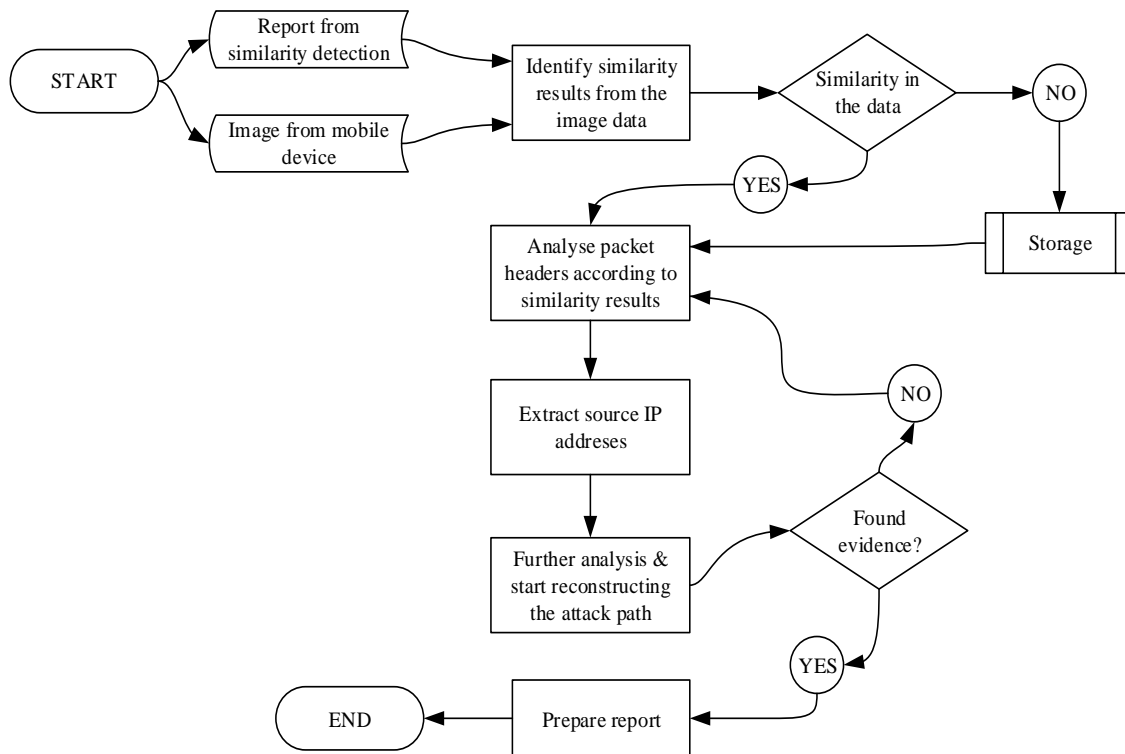 START
Report from
similarity detection
Image from mobile
device
Identify similarity
results from the
image data
Similarity in
the data
NO
YES
Storage
Analyse packet
headers according to
similarity results
Extract source IP
addreses
NO
Further analysis &
start reconstructing
the attack path
Found
evidence?
YES
Prepare report
END